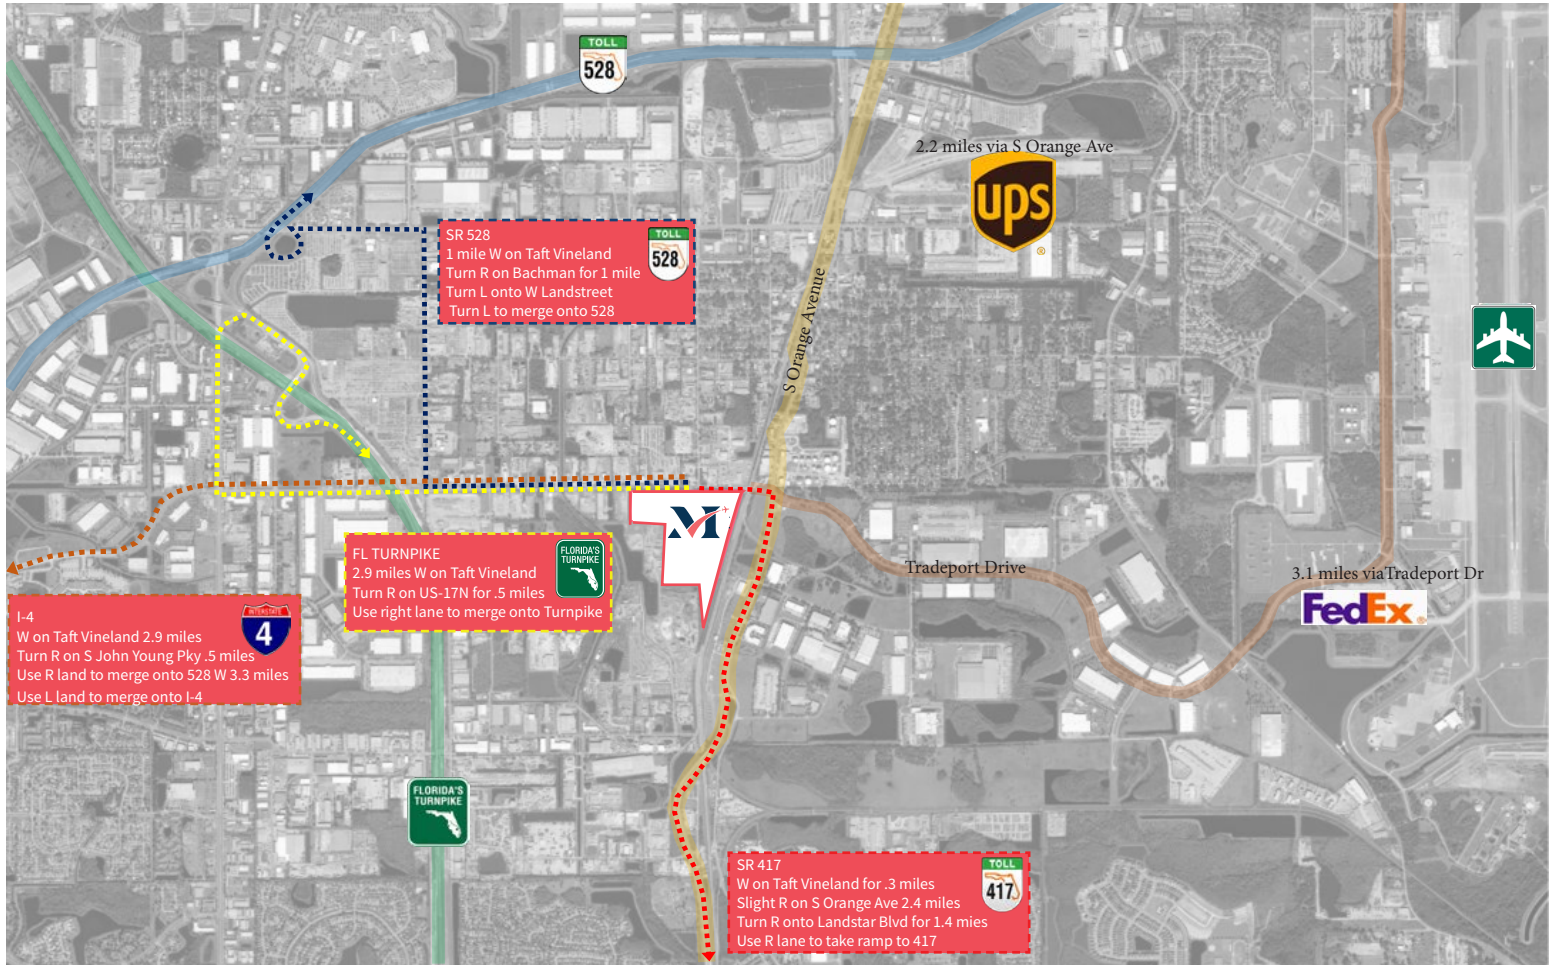 TOLL
528
2.2 miles via S Orange Ave
ups
SR 528
1 mile W on Taft Vineland
Turn R on Bachman for 1 mile
Turn L onto W Landstreet
Turn L to merge onto 528
TOLL
528
S Orange Avenue
M
FL TURNPIKE
2.9 miles W on Taft Vineland
Turn R on US-17N for .5 miles
Use right lane to merge onto Turnpike
FLORIDA'S
TURNPIKE
Tradeport Drive
3.1 miles viaTradeport Dr
FedEx
I-4
W on Taft Vineland 2.9 miles
Turn R on S John Young Pky .5 miles
Use R land to merge onto 528 W 3.3 miles
Use L land to merge onto I-4
INTERSTATE
4
FLORIDA'S
TURNPIKE
SR 417
W on Taft Vineland for .3 miles
Slight R on S Orange Ave 2.4 miles
Turn R onto Landstar Blvd for 1.4 mies
Use R lane to take ramp to 417
TOLL
417